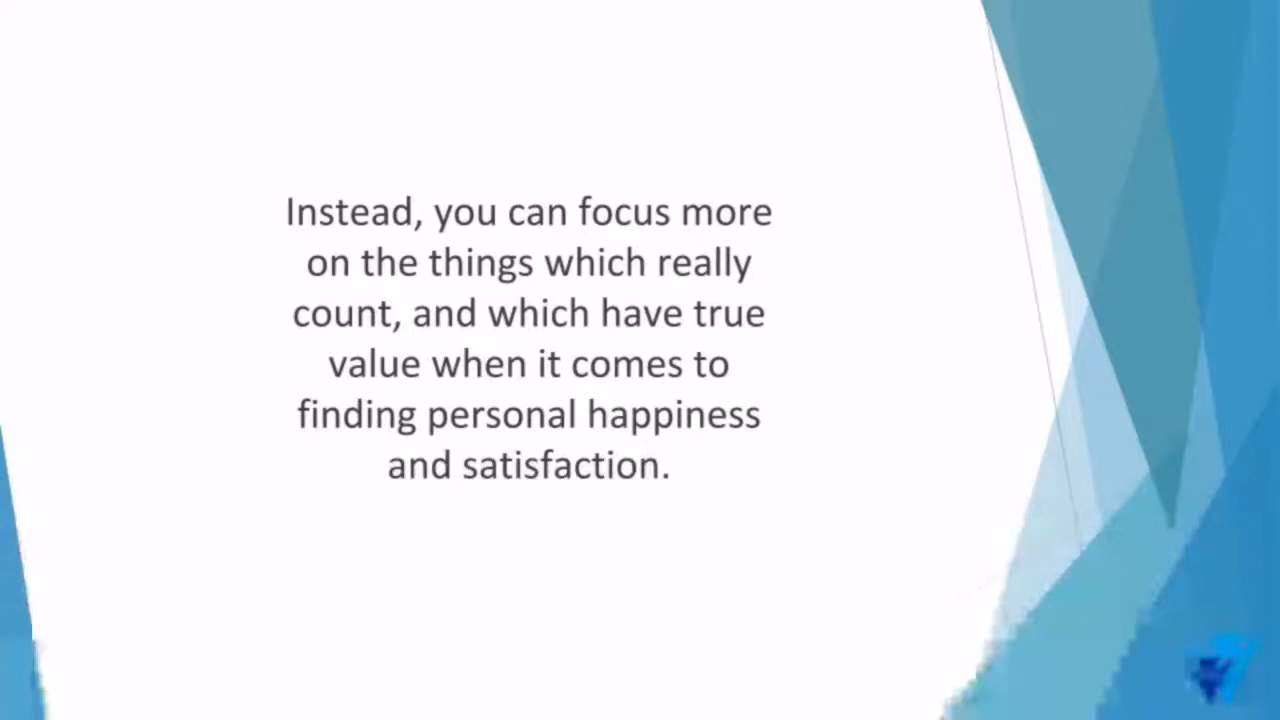 Instead, you can focus more
on the things which really
count, and which have true
value when it comes to
finding personal happiness
and satisfaction.